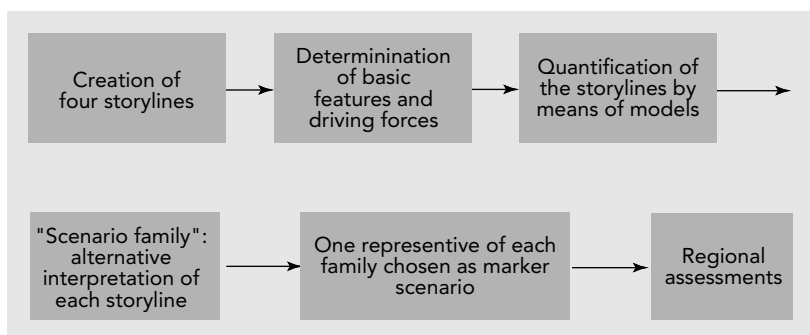 Creation of
four storylines
Determinination
of basic
features and
driving forces
Quantification of
the storylines by
means of models
"Scenario family":
alternative
interpretation of
each storyline
One representive of each
family chosen as marker
scenario
Regional
assessments